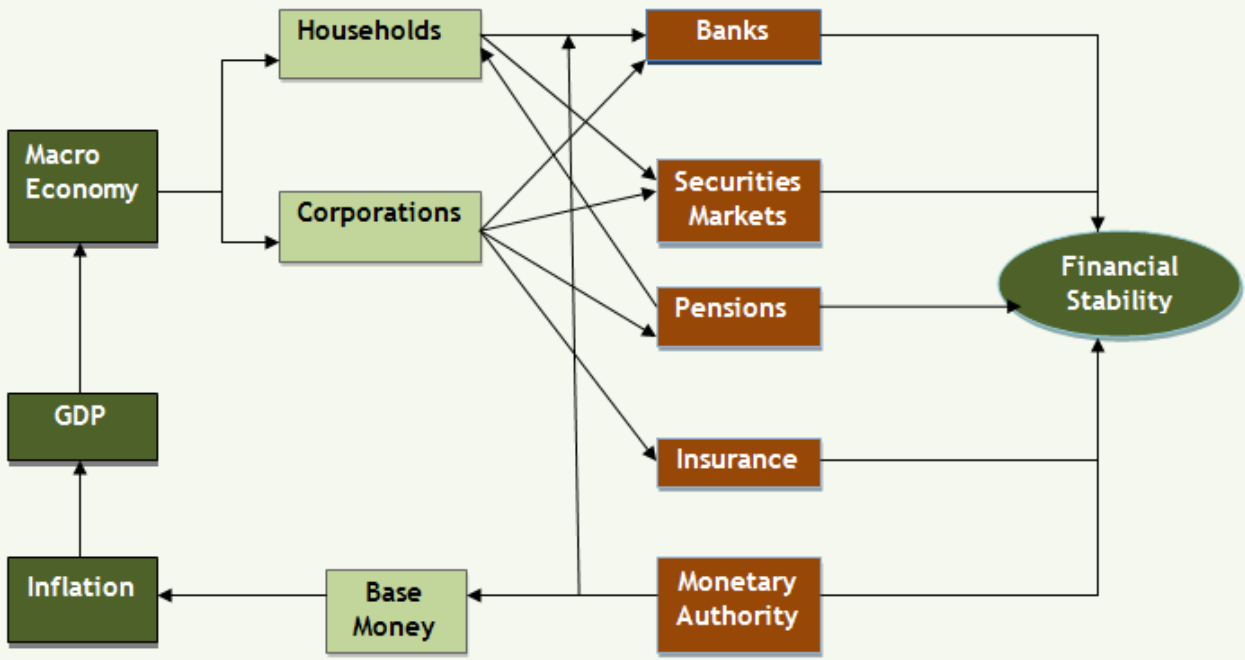 Households
Banks
Macro
Economy
Securities
Markets
Corporations
Financial
Stability
Pensions
GDP
Insurance
Inflation
Base
Money
Monetary
Authority